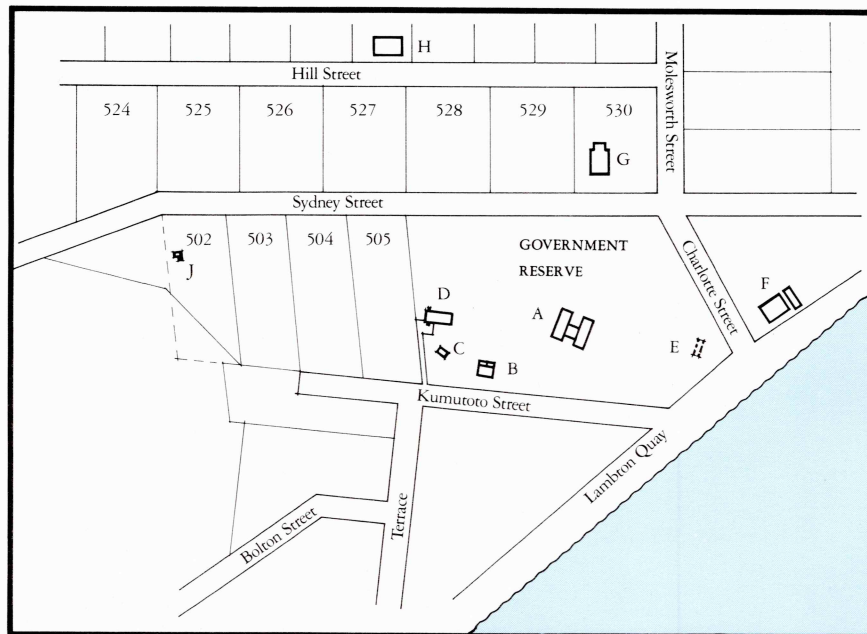 H
Hill Street
Molesworth Street
524 525 526 527 528 529 530
G
Sydney Street
502 503 504 505
J
GOVERNMENT
RESERVE
Charlotte Street
D
A
F
E
C
B
Kumutoto Street
Lambton Quay
Terrace
Bolton Street